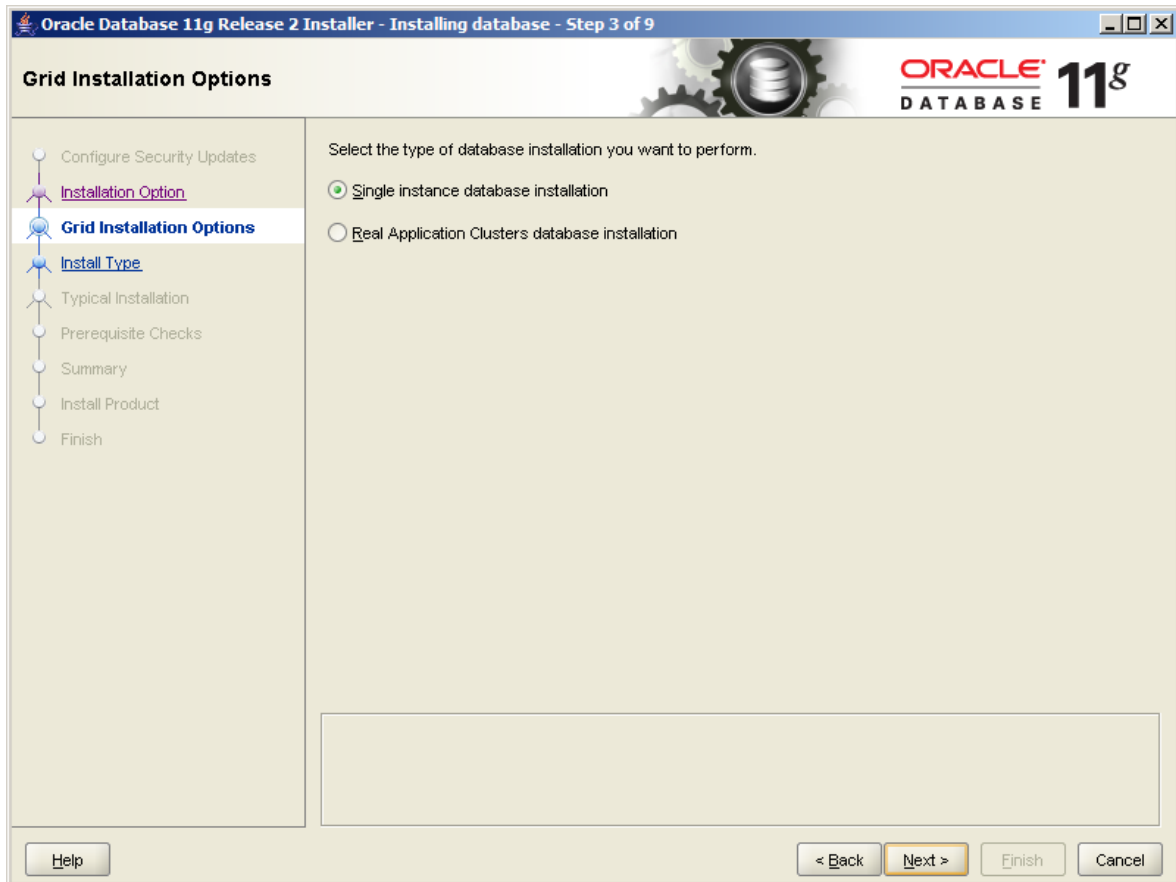 Oracle Database 11g Release 2 Installer - Installing database - Step 3 of 9
Grid Installation Options
ORACLE
DATABASE
11g
Configure Security Updates
Installation Option
Grid Installation Options
Install Type
Typical Installation
Prerequisite Checks
Summary
Install Product
Finish
Select the type of database installation you want to perform.
Single instance database installation
Real Application Clusters database installation
Help
< Back
Next >
Finish
Cancel